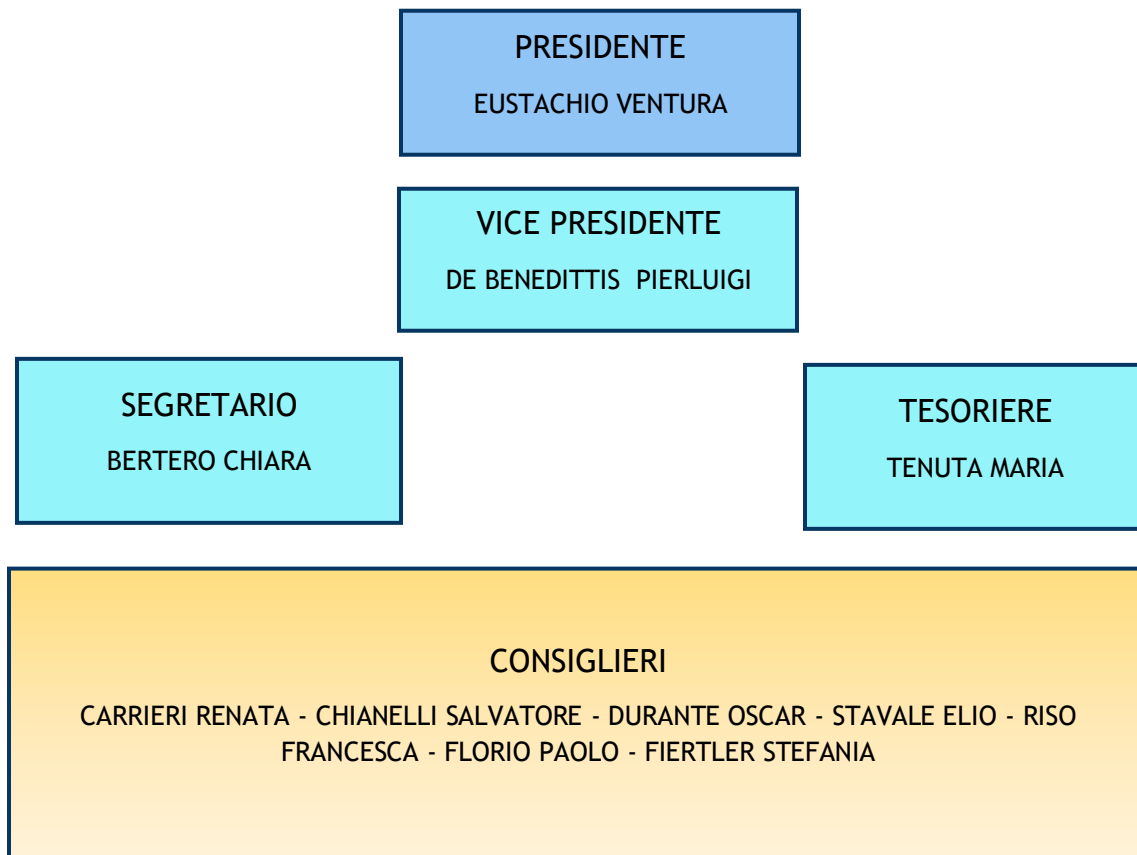 PRESIDENTE
EUSTACHIO VENTURA
VICE PRESIDENTE
DE BENEDITTIS  PIERLUIGI
SEGRETARIO
BERTERO CHIARA
TESORIERE
TENUTA MARIA
CONSIGLIERI
CARRIERI RENATA - CHIANELLI SALVATORE - DURANTE OSCAR - STAVALE ELIO - RISO
FRANCESCA - FLORIO PAOLO - FIERTLER STEFANIA